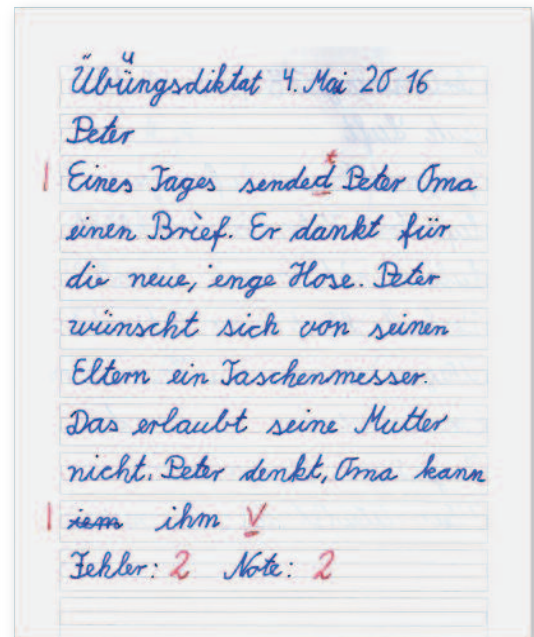 Übüngsdiktat 4. Mai 2016
Peter
Eines Tages sended Peter Oma
einen Brief. Er dankt für
die neue, enge Hose. Peter
wünscht sich von seinen
Eltern ein Taschenmesser.
Das erlaubt seine Mutter
nicht. Peter denkt, Oma kann
iem ihm V
Fehler: 2 Note: 2